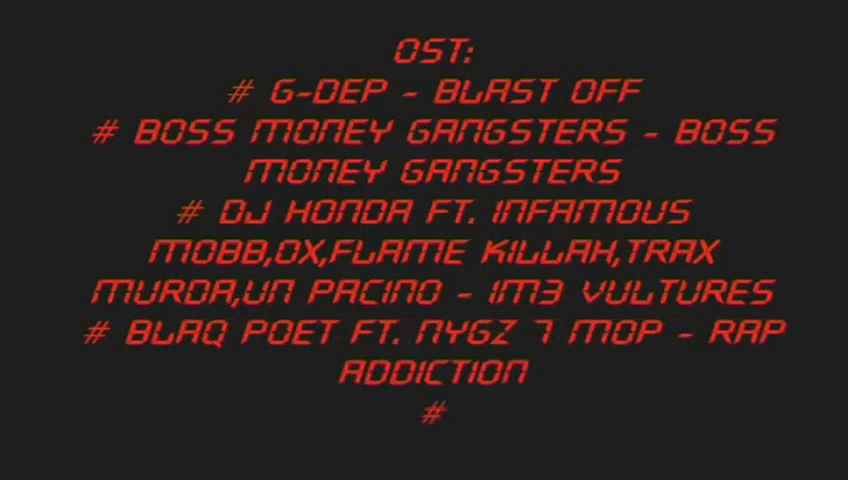 OST:
# G-DEP - BLAST OFF
# BOSS MONEY GANGSTERS - BOSS
MONEY GANGSTERS
# DJ HONDA FT. INFAMOUS
MOBB,OX,FLAME KILLAH,TRAX
MURDA,UN PACINO - IM3 VULTURES
# BLAQ POET FT. NYGZ 7 MOP - RAP
ADDICTION
#